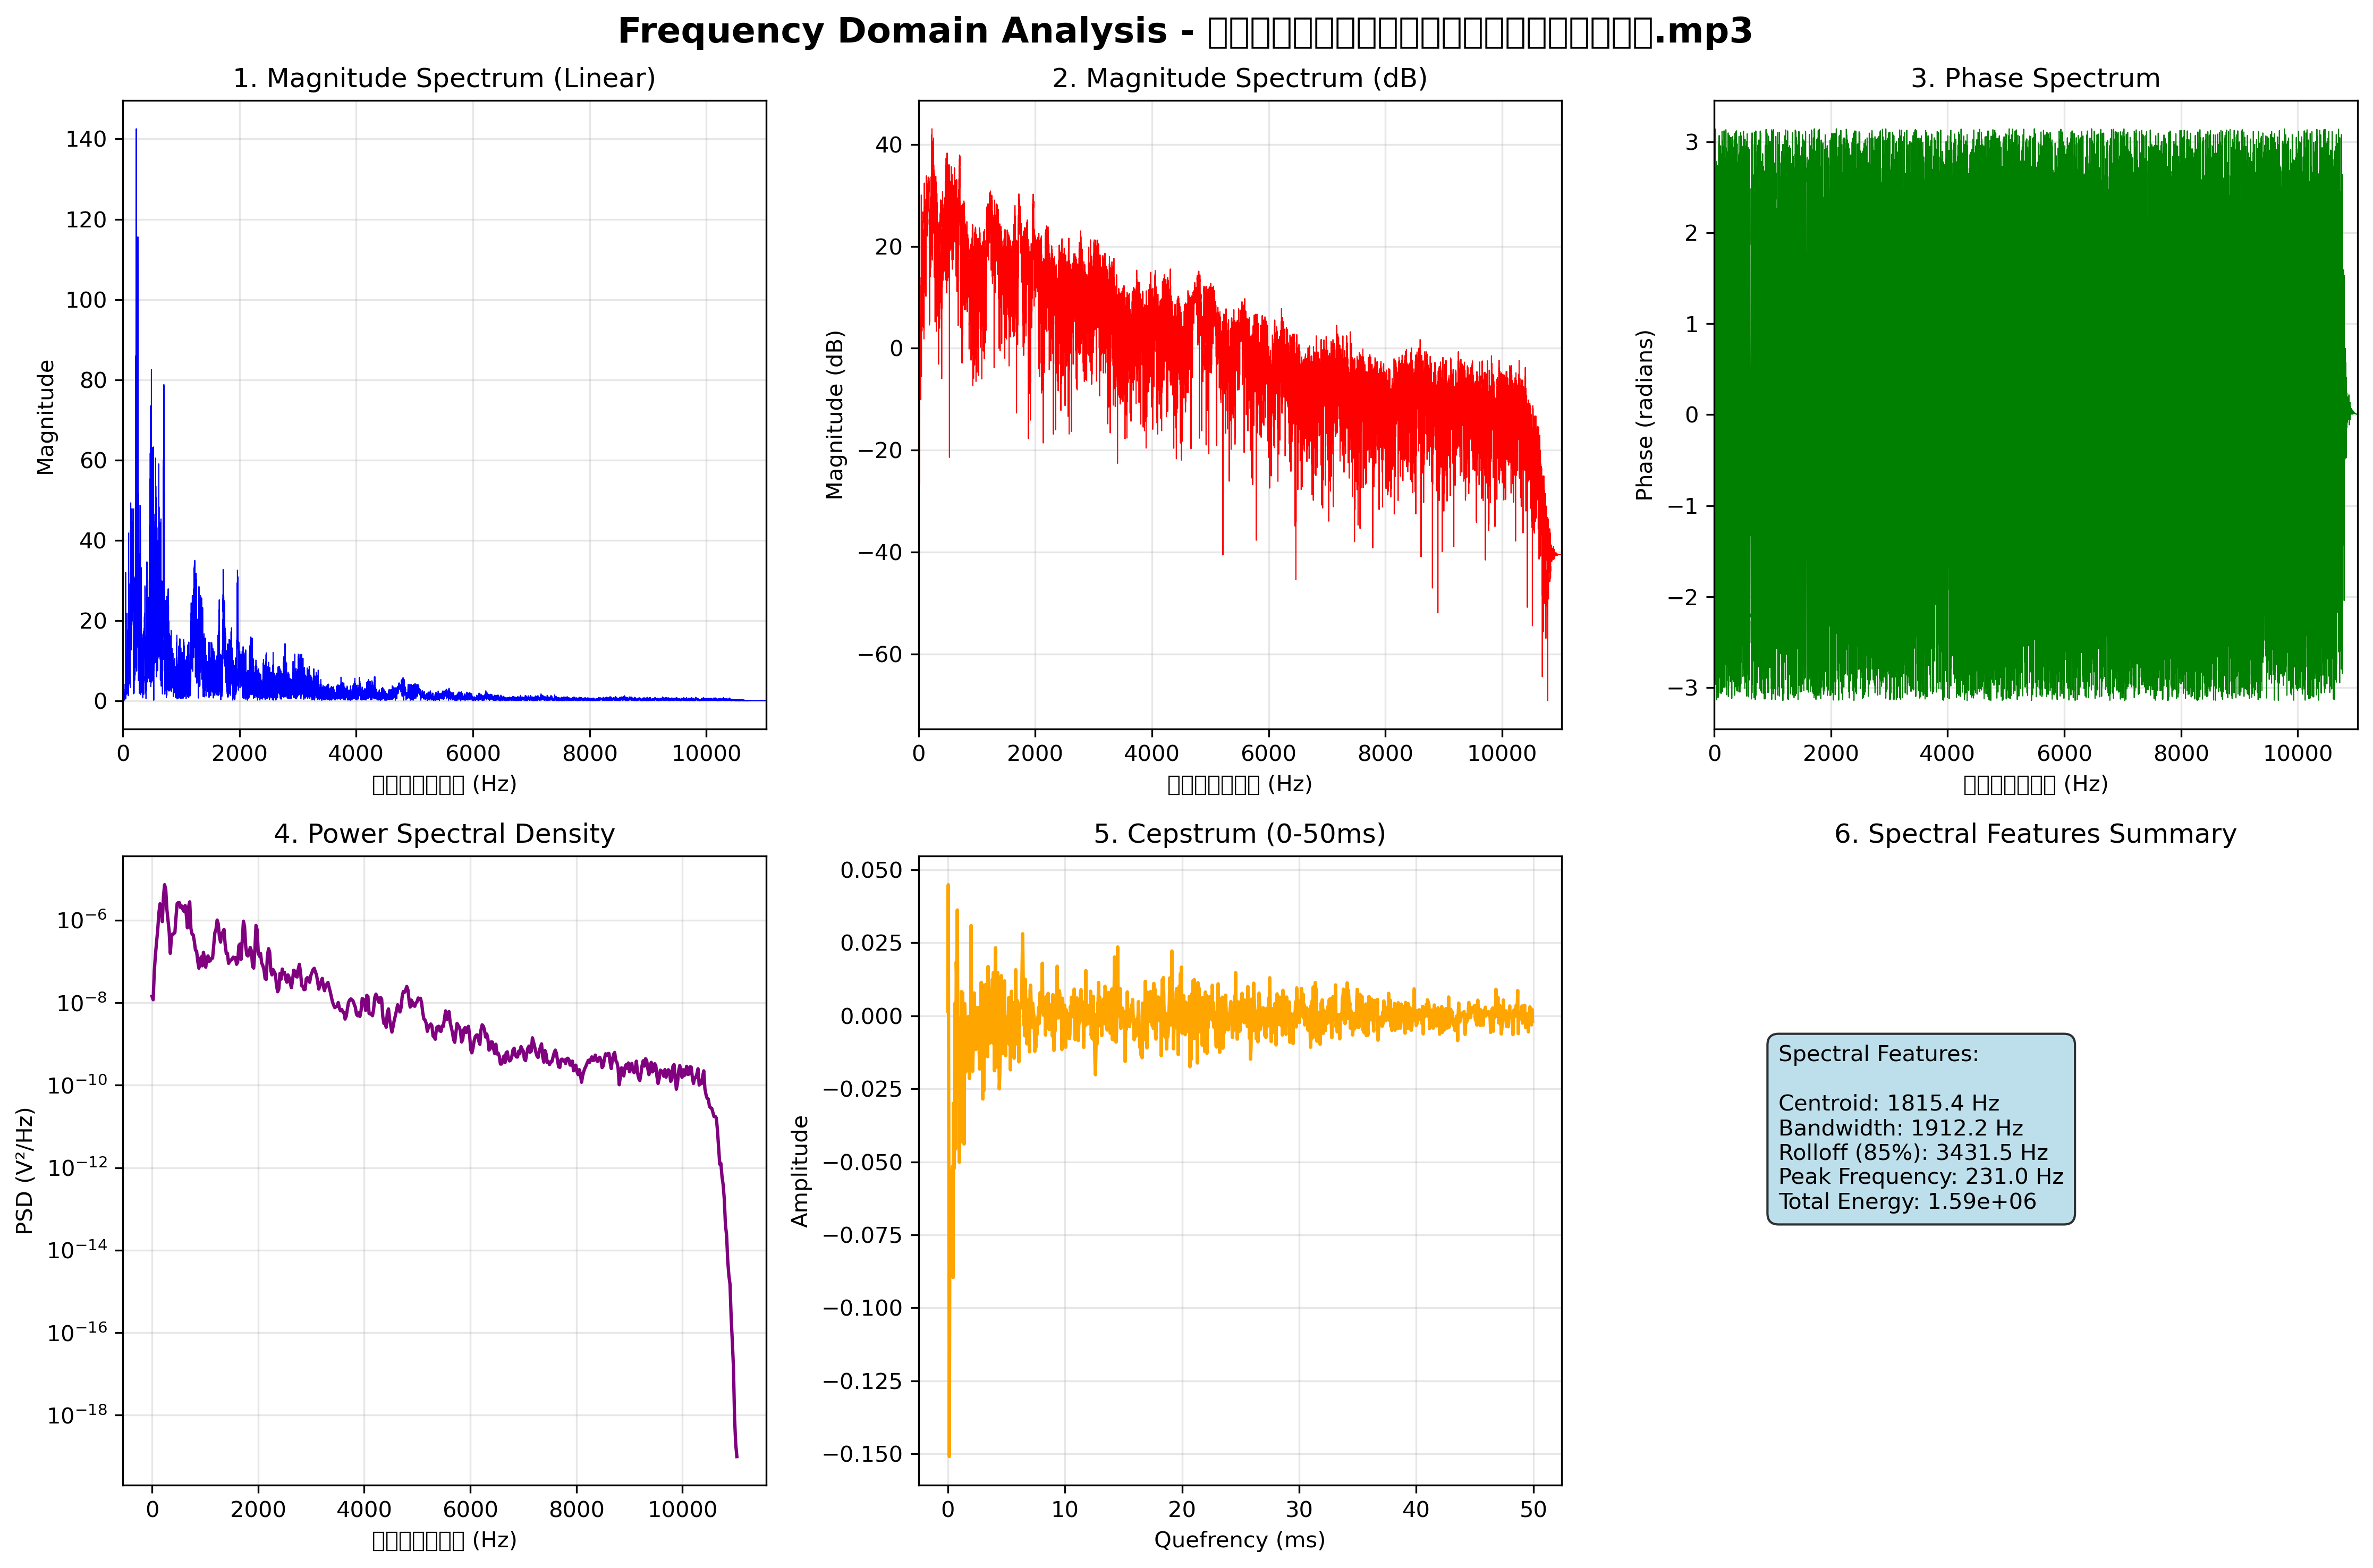 Frequency Domain Analysis - .mp3
1. Magnitude Spectrum (Linear)
Magnitude
140
120
100
80
60
40
20
0
0 2000 4000 6000 8000 10000
(Hz)
2. Magnitude Spectrum (dB)
Magnitude (dB)
40
20
0
−20
−40
−60
0 2000 4000 6000 8000 10000
(Hz)
3. Phase Spectrum
Phase (radians)
3
2
1
0
−1
−2
−3
0 2000 4000 6000 8000 10000
(Hz)
4. Power Spectral Density
PSD (V²/Hz)
10⁻⁶
10⁻⁸
10⁻¹⁰
10⁻¹²
10⁻¹⁴
10⁻¹⁶
10⁻¹⁸
0 2000 4000 6000 8000 10000
(Hz)
5. Cepstrum (0-50ms)
Amplitude
0.050
0.025
0.000
−0.025
−0.050
−0.075
−0.100
−0.125
−0.150
0 10 20 30 40 50
Quefrency (ms)
6. Spectral Features Summary
Spectral Features:
Centroid: 1815.4 Hz
Bandwidth: 1912.2 Hz
Rolloff (85%): 3431.5 Hz
Peak Frequency: 231.0 Hz
Total Energy: 1.59e+06